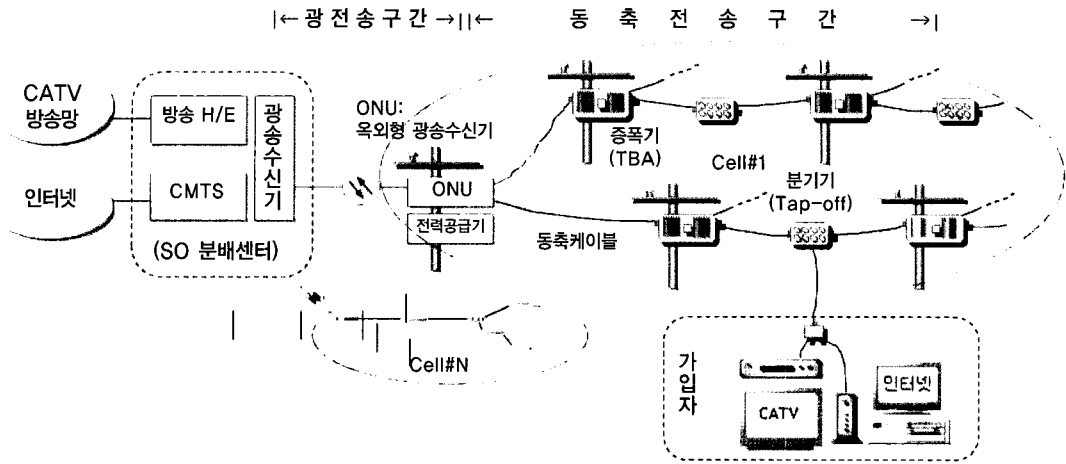 광전송구간
동축전송구간
CATV
방송망
방송 H/E
광송수신기
ONU:
옥외형 광송수신기
증폭기
(TBA)
Cell#1
인터넷
CMTS
ONU
분기기
(Tap-off)
전력공급기
동축케이블
(SO 분배센터)
Cell#N
가입자
CATV
인터넷